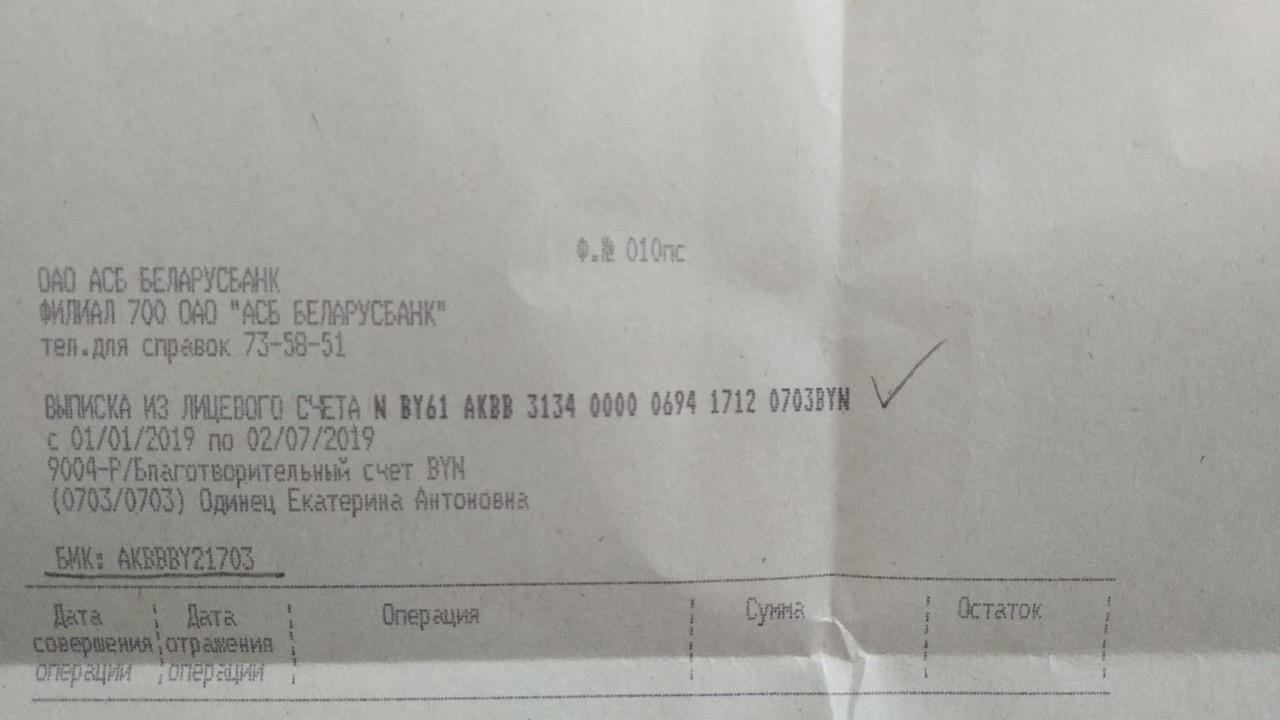 Ф.№ 010пс
ОАО АСБ БЕЛАРУСБАНК
ФИЛИАЛ 700 ОАО "АСБ БЕЛАРУСБАНК"
тел.для справок 73-58-51
ВЫПИСКА ИЗ ЛИЦЕВОГО СЧЕТА N BY61 AKBB 3134 0000 0694 1712 0703BYN
с 01/01/2019 по 02/07/2019
9004-Р/Благотворительный счет BYN
(0703/0703) Одинец Екатерина Антоновна
БИК: AKBBBY21703
Дата Дата Операция Сумма Остаток
совершения отражения
операции операции